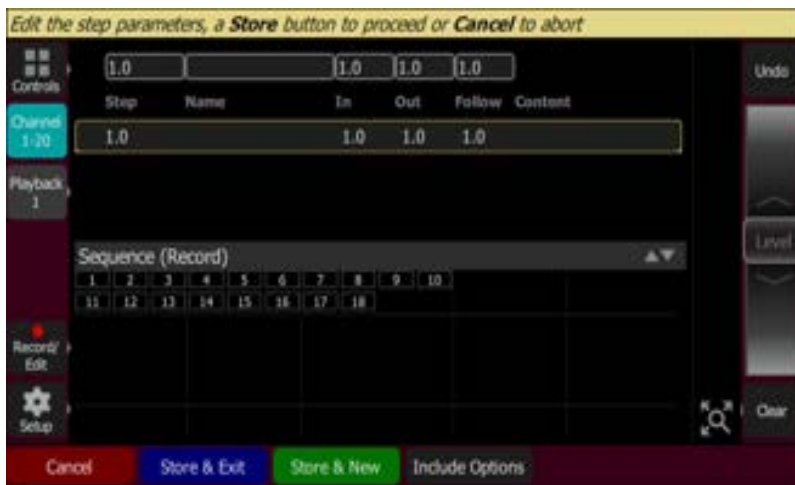 Edit the step parameters, a Store button to proceed or Cancel to abort
Controls
1.0 1.0 1.0 1.0
Undo
Step Name In Out Follow Content
Channel
1-20
1.0 1.0 1.0 1.0
Playback
1
Level
Sequence (Record)
1 2 3 4 5 6 7 8 9 10
11 12 13 14 15 16 17 18
Record/
Edit
Setup
Clear
Cancel Store & Exit Store & New Include Options